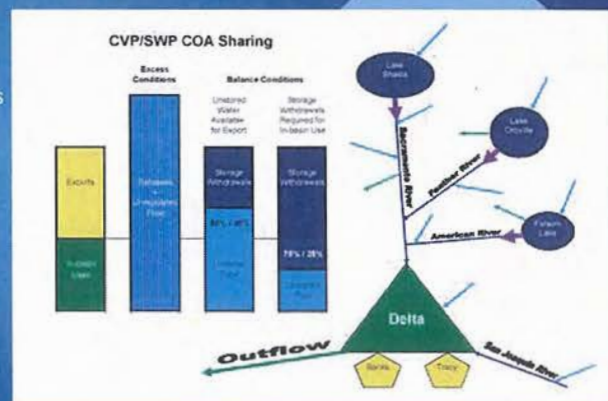 CVP/SWP COA Sharing
Excess
Conditions
Balance Conditions
Unstored
Water
Available
for Export
Storage
Withdrawals
Required for
In-basin Use
Exports
In-basin
Uses
Releases
+
Unregulated
Flow
Storage
Withdrawals
Storage
Withdrawals
75% / 25%
Lake
Shasta
Lake
Oroville
Folsom
Lake
Sacramento River
Feather River
American River
Delta
Outflow
Banks
Tracy
San Joaquin River